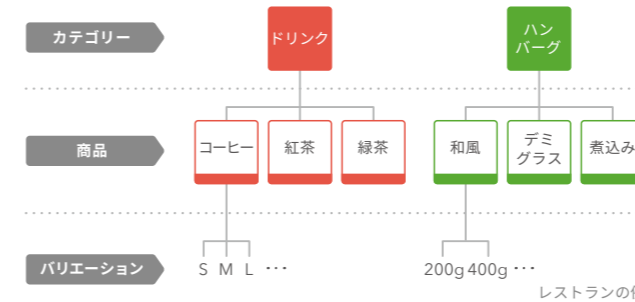 カテゴリー
ドリンク
ハン
バーグ
商品
コーヒー
紅茶
緑茶
和風
デミ
グラス
煮込み
バリエーション
S M L ･･･
200g 400g ･･･
レストランの